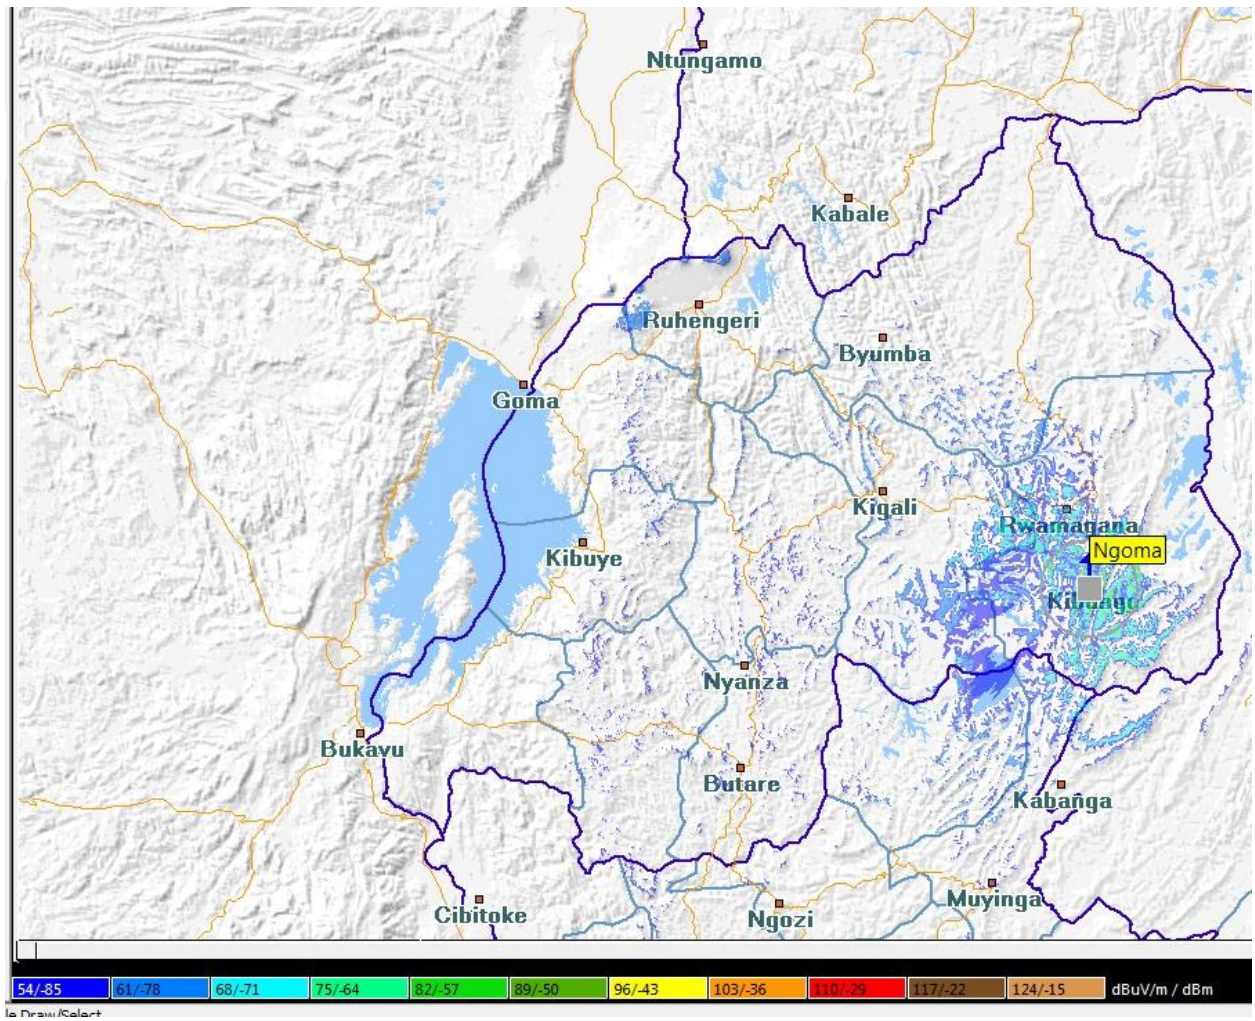 Ntungamo
Kabale
Ruhengeri
Byumba
Goma
Kigali
Rwamagana
Ngoma
Kibuye
Kibungo
Nyanza
Bukavu
Butare
Kabanga
Muyinga
Cibitoke
Ngozi
54/-85 61/-78 68/-71 75/-64 82/-57 89/-50 96/-43 103/-36 110/-29 117/-22 124/-15 dBuV/m / dBm
le Draw/Select